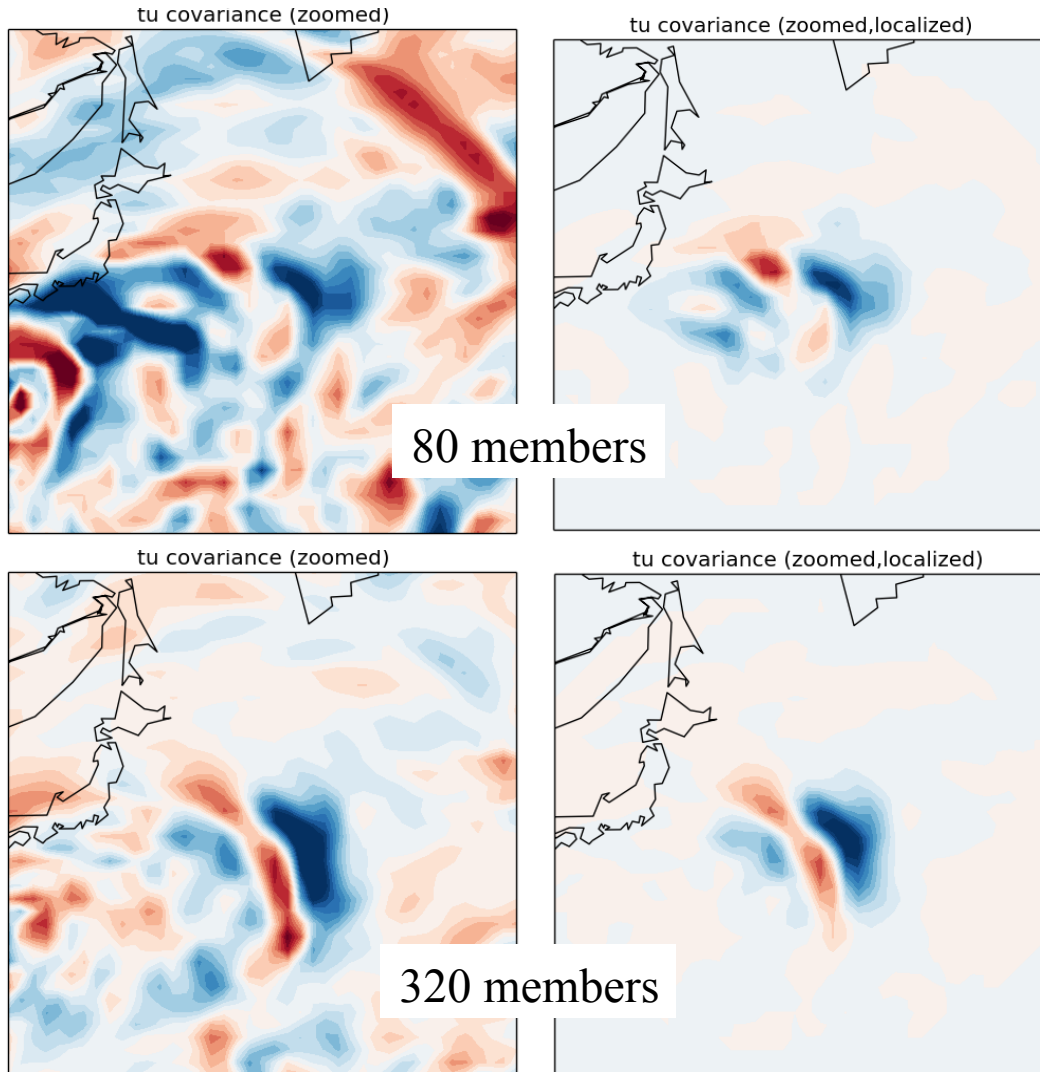 tu covariance (zoomed)
tu covariance (zoomed,localized)
80 members
tu covariance (zoomed)
tu covariance (zoomed,localized)
320 members